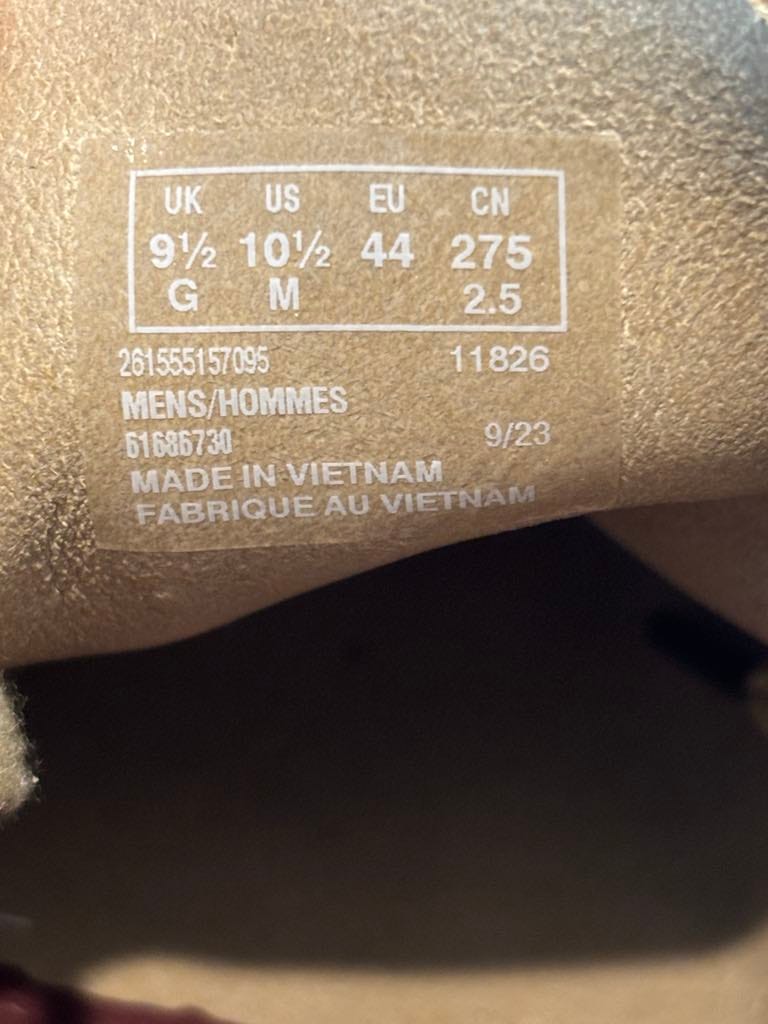 UK US EU CN
9½ 10½ 44 275
G M 2.5
261555157095 11826
MENS/HOMMES
61686730 9/23
MADE IN VIETNAM
FABRIQUE AU VIETNAM